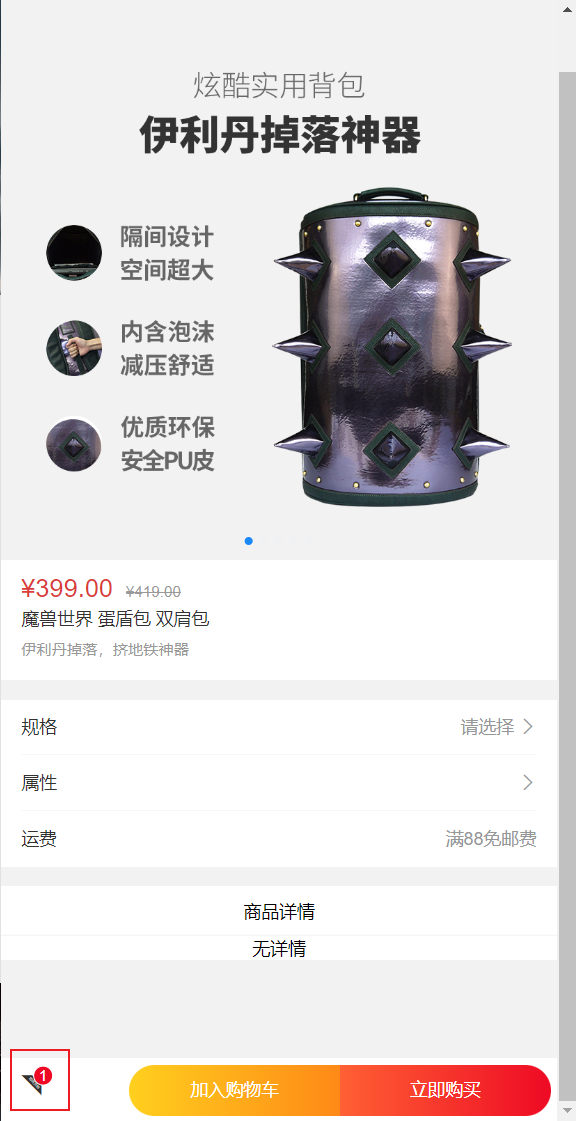 炫酷实用背包
伊利丹掉落神器
隔间设计
空间超大
内含泡沫
减压舒适
优质环保
安全PU皮
¥399.00 ¥419.00
魔兽世界 蛋盾包 双肩包
伊利丹掉落，挤地铁神器
规格 请选择
属性
运费 满88免邮费
商品详情
无详情
1
加入购物车 立即购买